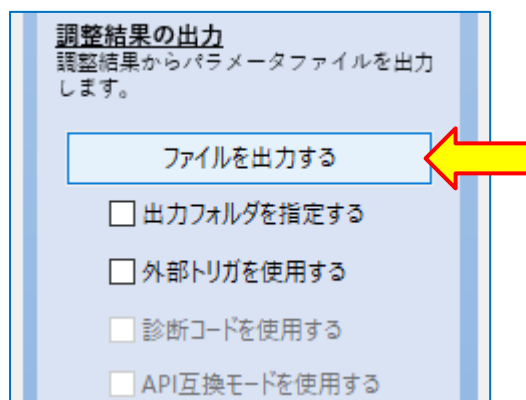 調整結果の出力
調整結果からパラメータファイルを出力
します。
ファイルを出力する
出力フォルダを指定する
外部トリガを使用する
診断コードを使用する
API互換モードを使用する